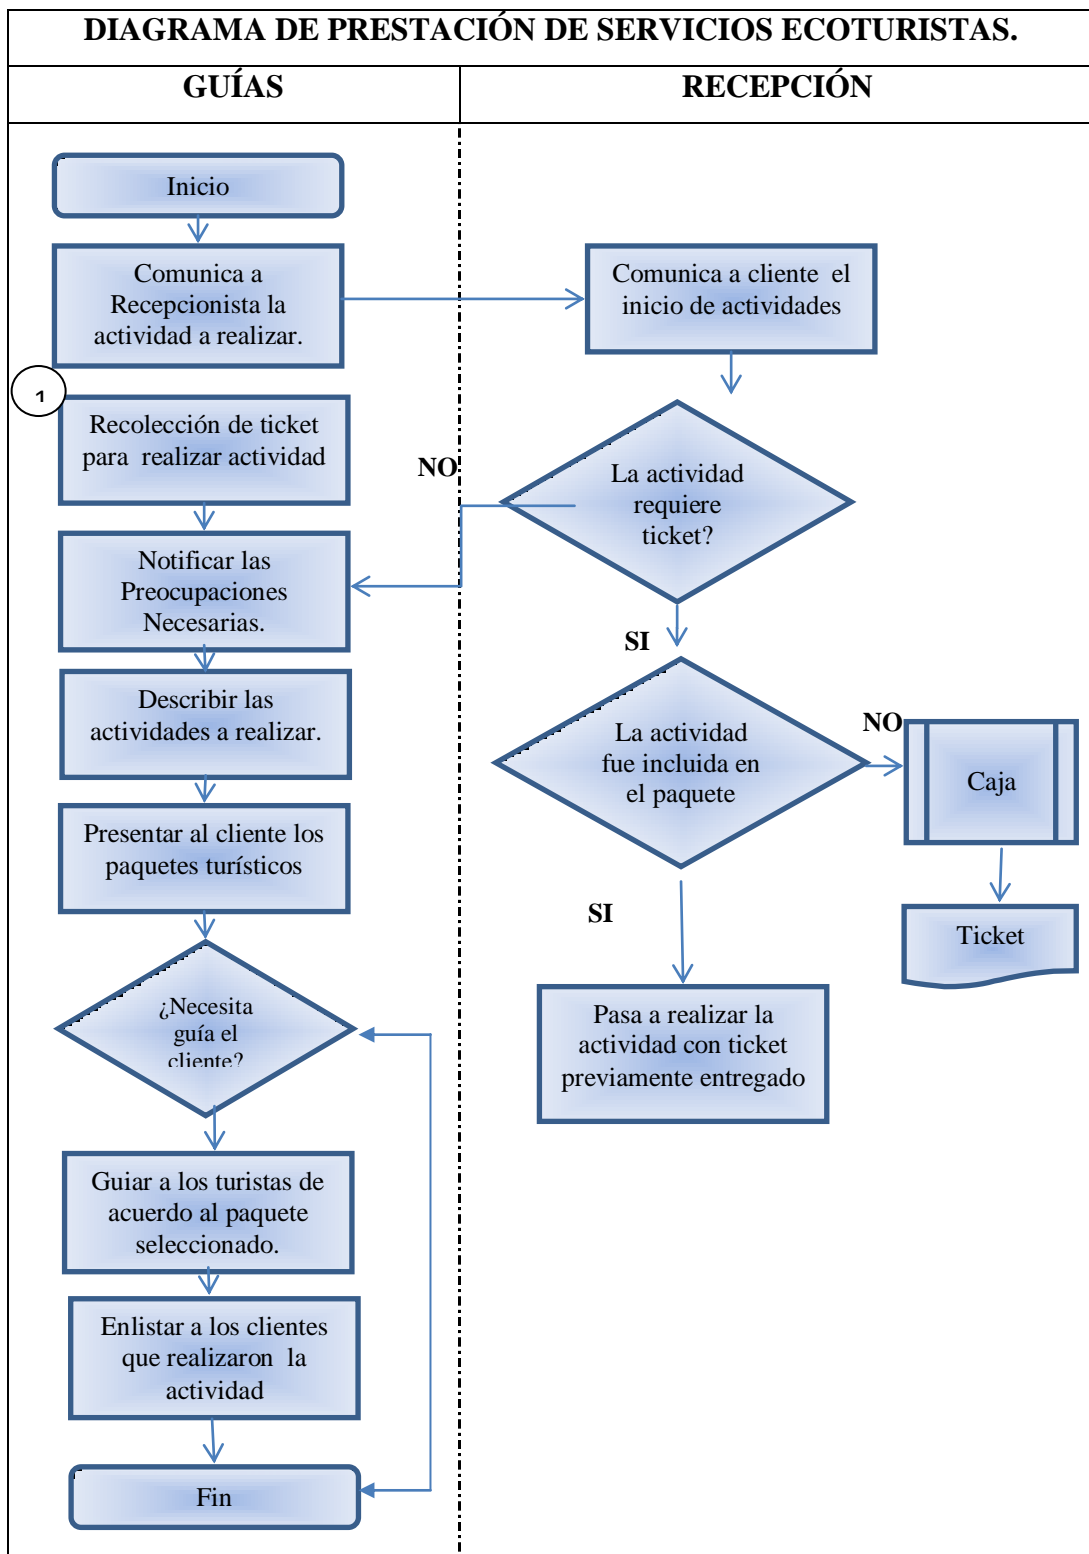 DIAGRAMA DE PRESTACIÓN DE SERVICIOS ECOTURISTAS.
GUÍAS
RECEPCIÓN
Inicio
Comunica a
Recepcionista la
actividad a realizar.
Comunica a cliente el
inicio de actividades
1
Recolección de ticket
para realizar actividad
NO
La actividad
requiere
ticket?
Notificar las
Preocupaciones
Necesarias.
SI
Describir las
actividades a realizar.
La actividad
fue incluida en
el paquete
NO
Caja
Presentar al cliente los
paquetes turísticos
SI
Ticket
¿Necesita
guía el
cliente?
Pasa a realizar la
actividad con ticket
previamente entregado
Guiar a los turistas de
acuerdo al paquete
seleccionado.
Enlistar a los clientes
que realizaron la
actividad
Fin